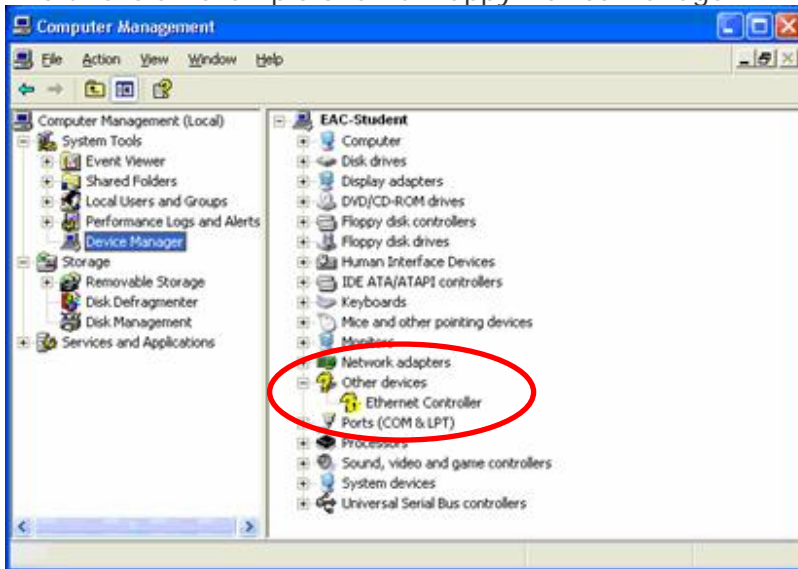 Computer Management
File Action View Window Help
Computer Management (Local)
System Tools
Event Viewer
Shared Folders
Local Users and Groups
Performance Logs and Alerts
Device Manager
Storage
Removable Storage
Disk Defragmenter
Disk Management
Services and Applications
EAC-Student
Computer
Disk drives
Display adapters
DVD/CD-ROM drives
Floppy disk controllers
Floppy disk drives
Human Interface Devices
IDE ATA/ATAPI controllers
Keyboards
Mice and other pointing devices
Monitors
Network adapters
Other devices
Ethernet Controller
Ports (COM & LPT)
Processors
Sound, video and game controllers
System devices
Universal Serial Bus controllers